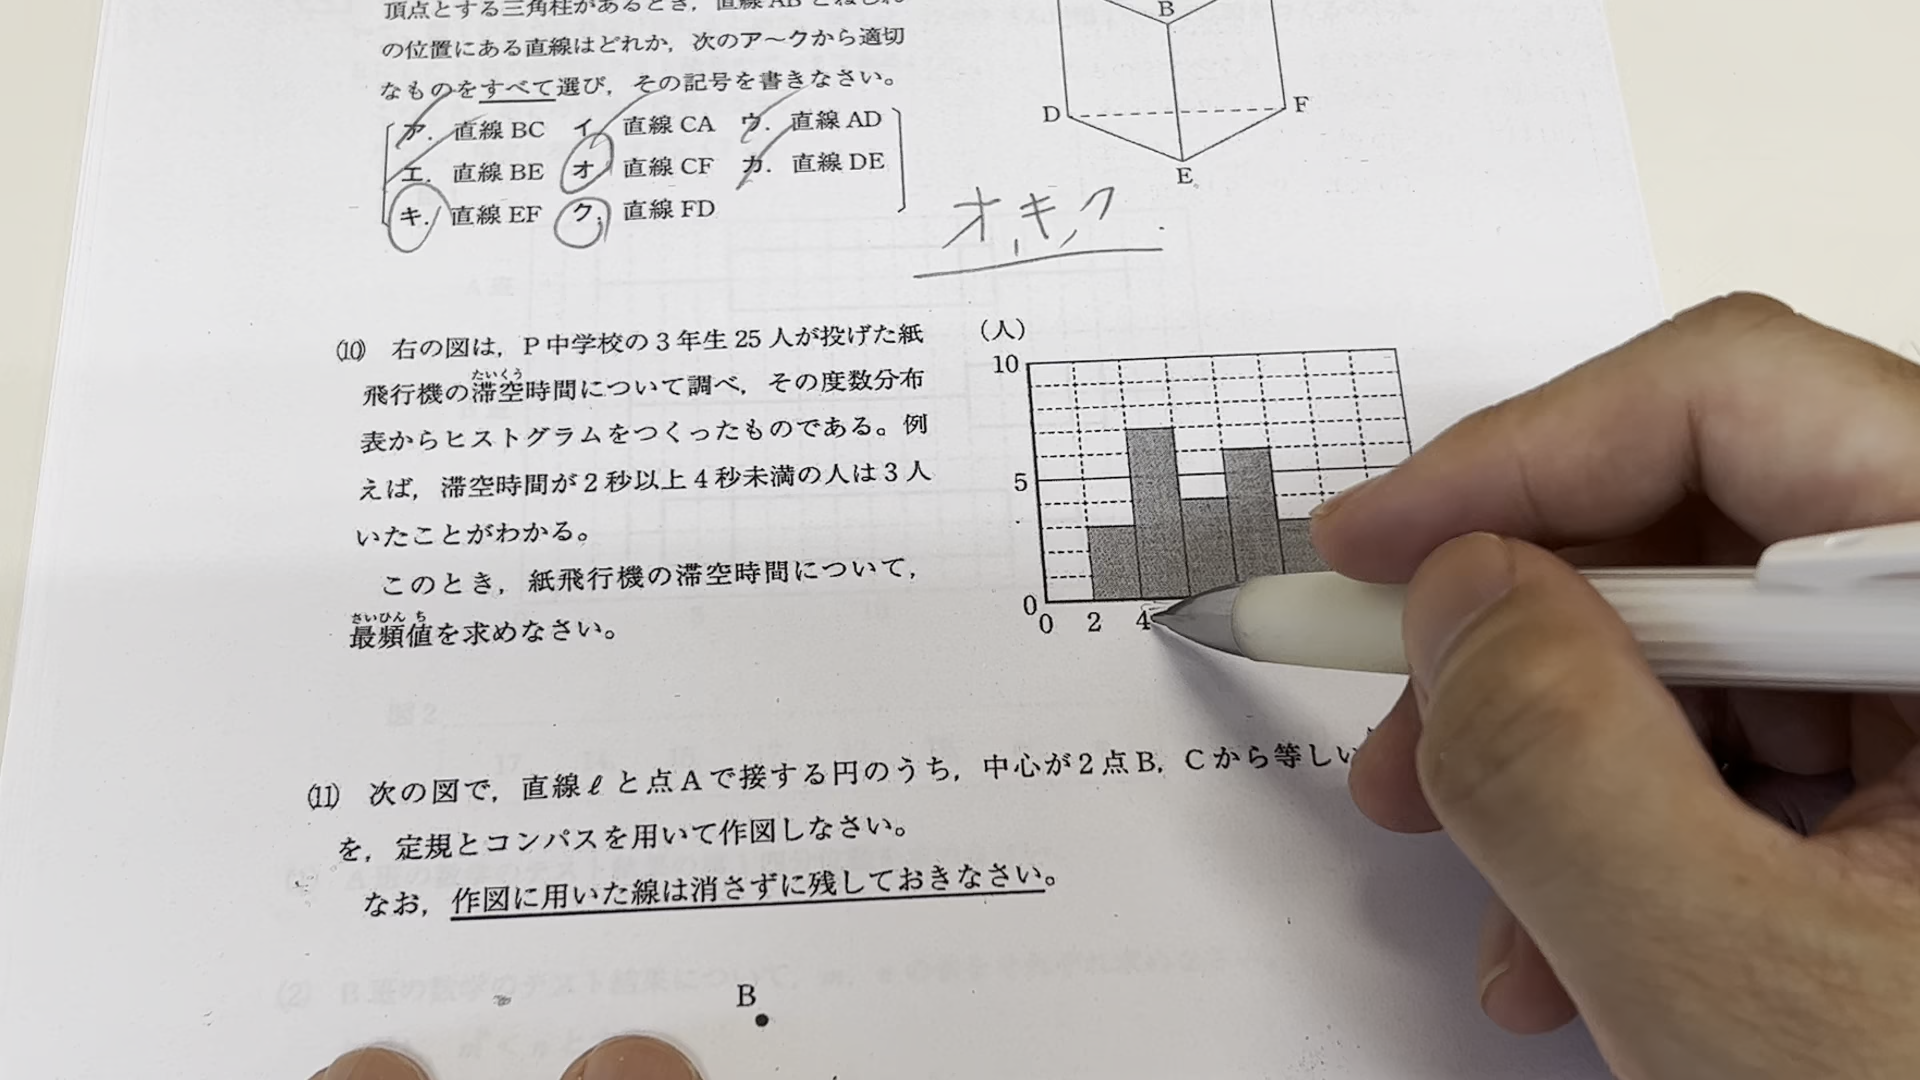 頂点とする三角柱があるとき，直線ABとねじれ
の位置にある直線はどれか，次のア〜クから適切
なものをすべて選び，その記号を書きなさい。
ア．直線BC イ．直線CA ウ．直線AD
エ．直線BE オ 直線CF カ．直線DE
キ．直線EF ク．直線FD
B
D
F
E
オ,キ,ク
⑽ 右の図は，P中学校の3年生25人が投げた紙
たいくう
飛行機の滞空時間について調べ，その度数分布
表からヒストグラムをつくったものである。例
えば，滞空時間が2秒以上4秒未満の人は3人
いたことがわかる。
このとき，紙飛行機の滞空時間について，
さいひんち
最頻値を求めなさい。
(人)
10
5
0
0 2 4
⑾ 次の図で，直線ℓと点Aで接する円のうち，中心が2点B，Cから等しい
を，定規とコンパスを用いて作図しなさい。
なお，作図に用いた線は消さずに残しておきなさい。
B